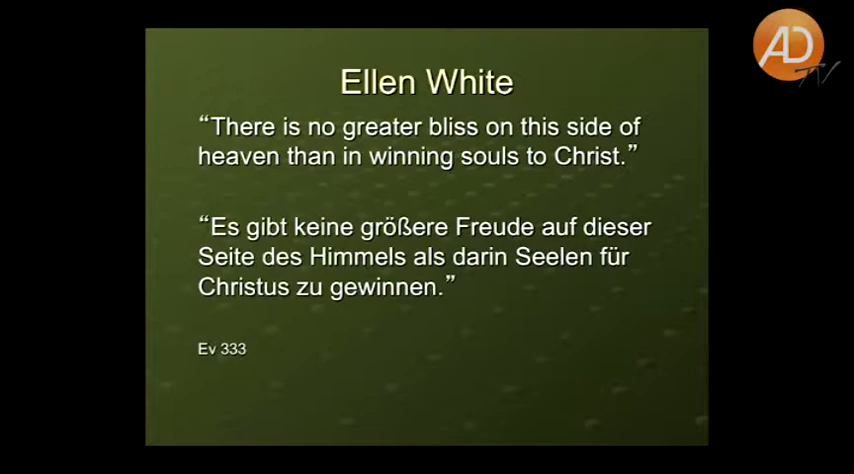 AD
TV
Ellen White
“There is no greater bliss on this side of
heaven than in winning souls to Christ.”
“Es gibt keine größere Freude auf dieser
Seite des Himmels als darin Seelen für
Christus zu gewinnen.”
Ev 333